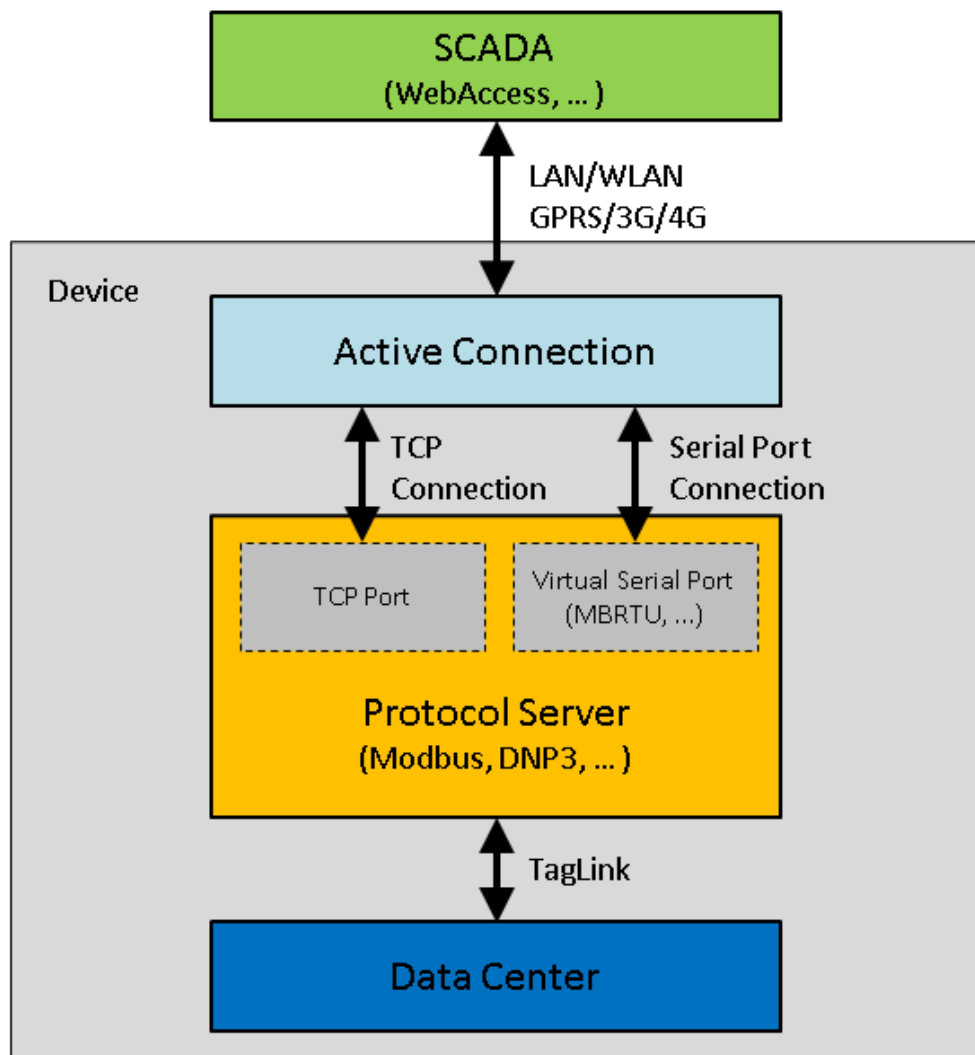 SCADA
(WebAccess, ... )
LAN/WLAN
GPRS/3G/4G
Device
Active Connection
TCP
Connection
Serial Port
Connection
TCP Port
Virtual Serial Port
(MBRTU, ...)
Protocol Server
(Modbus, DNP3, ... )
TagLink
Data Center